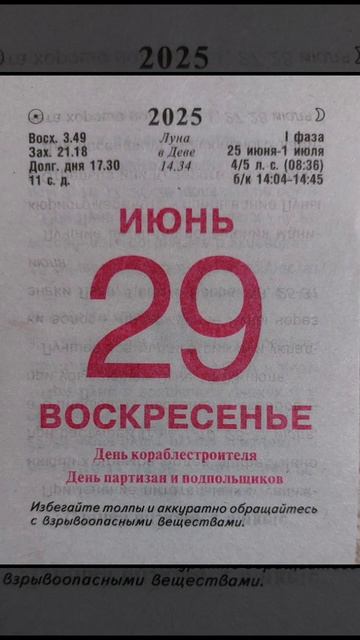 2025
2025
Восх. 3.49
Зах. 21.18
Долг. дня 17.30
11 с. д.
Луна
в Деве
14.34
I фаза
25 июня-1 июля
4/5 л. с. (08:36)
б/к 14:04-14:45
ИЮНЬ
29
ВОСКРЕСЕНЬЕ
День кораблестроителя
День партизан и подпольщиков
Избегайте толпы и аккуратно обращайтесь
с взрывоопасными веществами.
взрывоопасными веществами.